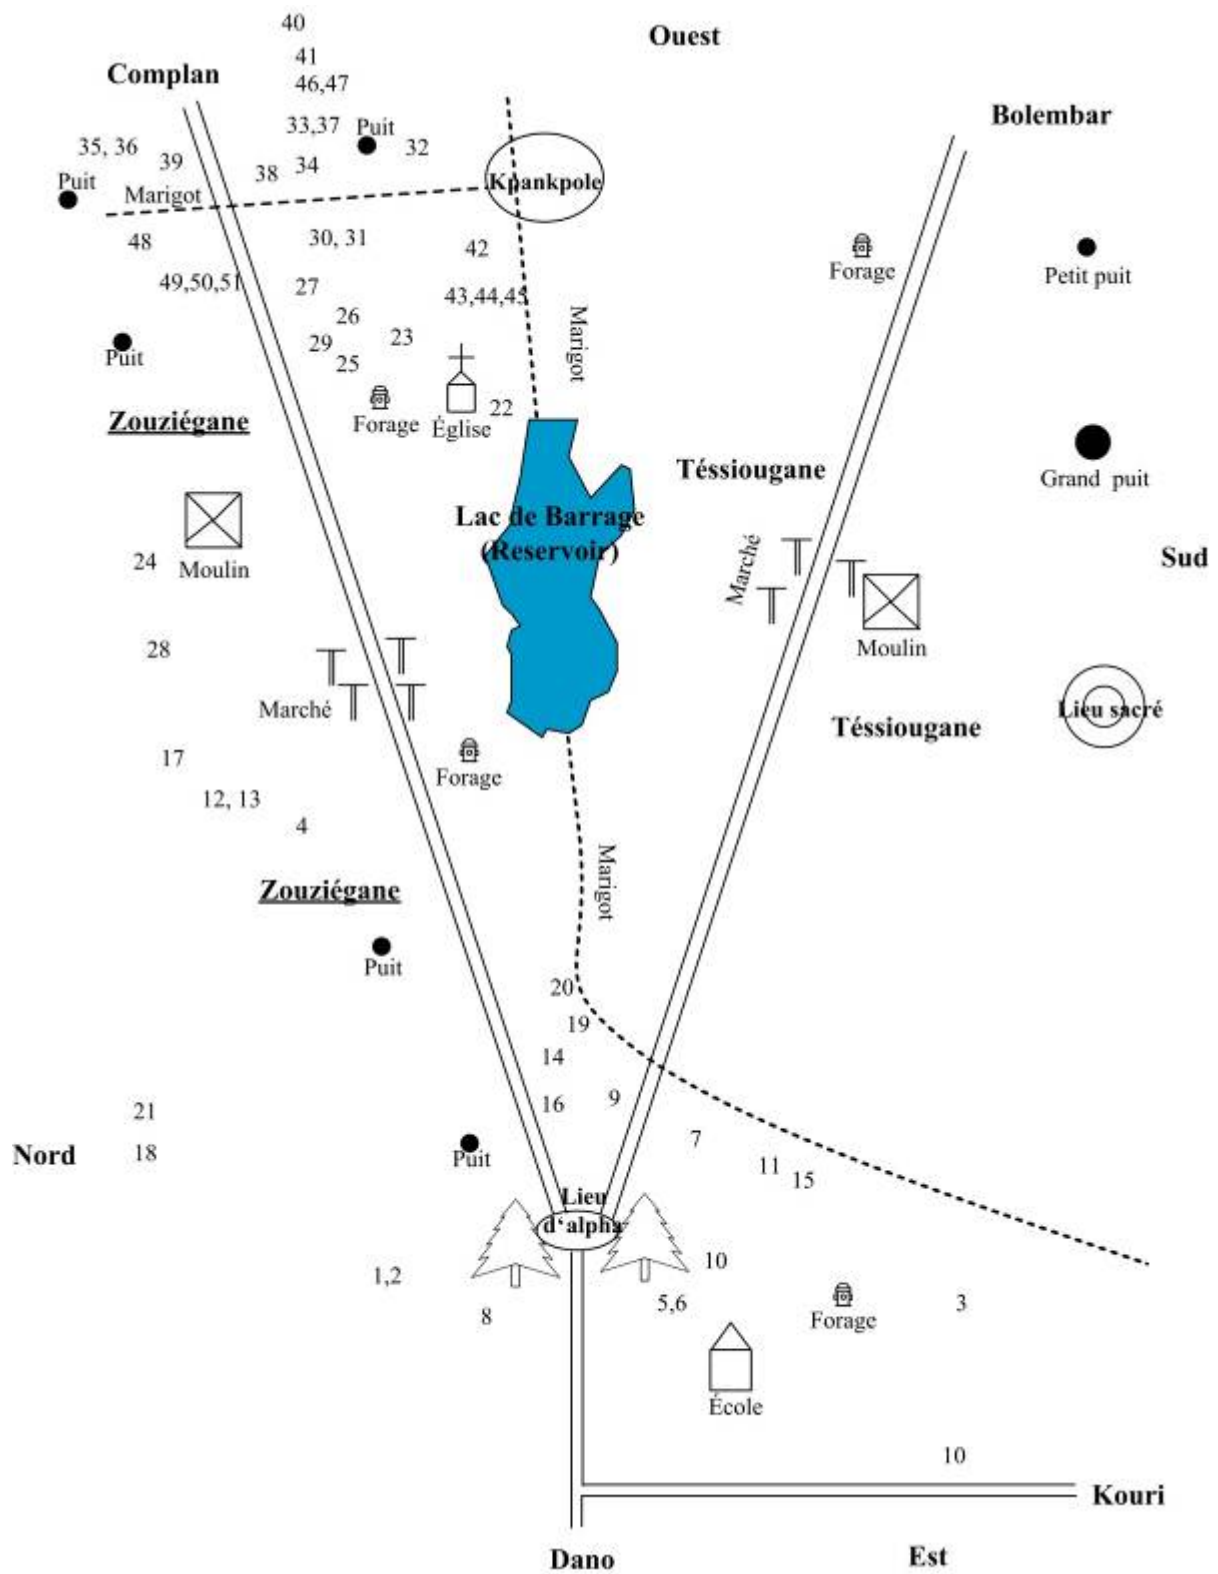 40
Ouest
41
Complan
46,47
Bolembar
33,37
Puit
35, 36
39
38
34
32
Puit
Marigot
Kpankpole
48
30, 31
42
Forage
Petit puit
49,50,51
27
43,44,45
26
29
23
25
Marigot
Puit
Zouziégane
Forage
Église
22
Téssiougane
Grand puit
Lac de Barrage
(Reservoir)
Marché
Sud
24
Moulin
28
Moulin
Marché
Lieu sacré
Téssiougane
17
Forage
12, 13
4
Marigot
Zouziégane
Puit
20
19
14
16
9
21
7
Nord
18
Puit
11
15
Lieu
d'alpha
1,2
10
8
5,6
Forage
3
École
10
Kouri
Dano
Est